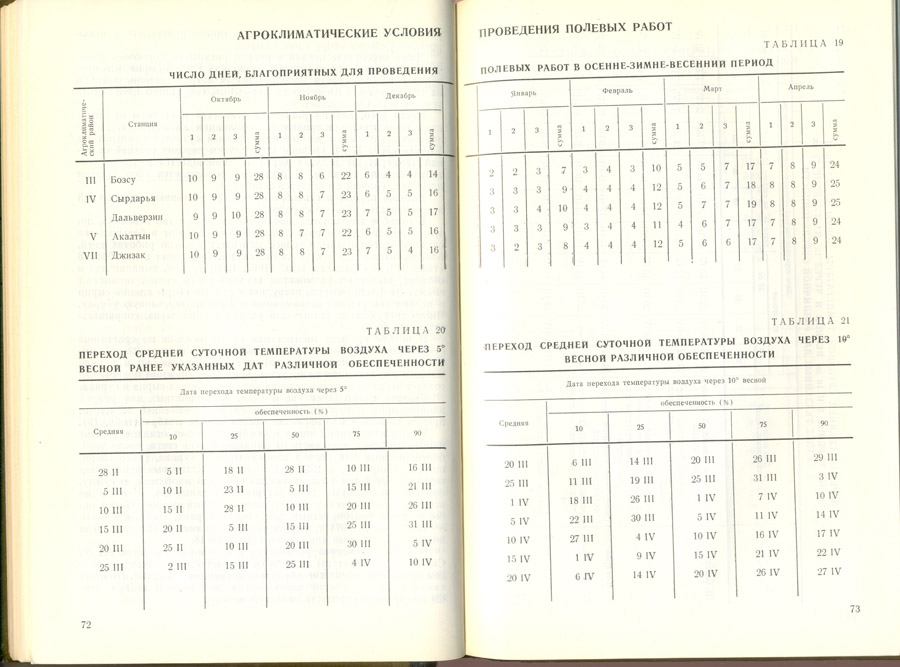 АГРОКЛИМАТИЧЕСКИЕ УСЛОВИЯ
ЧИСЛО ДНЕЙ, БЛАГОПРИЯТНЫХ ДЛЯ ПРОВЕДЕНИЯ
Агроклиматический район Станция Октябрь Ноябрь Декабрь
1 2 3 сумма 1 2 3 сумма 1 2 3 сумма
III Бозсу 10 9 9 28 8 8 6 22 6 4 4 14
IV Сырдарья 10 9 9 28 8 8 7 23 6 5 5 16
Дальверзин 9 9 10 28 8 8 7 23 7 5 5 17
V Акалтын 10 9 9 28 8 7 7 22 6 5 5 16
VII Джизак 10 9 9 28 8 8 7 23 7 5 4 16
ТАБЛИЦА 20
ПЕРЕХОД СРЕДНЕЙ СУТОЧНОЙ ТЕМПЕРАТУРЫ ВОЗДУХА ЧЕРЕЗ 5°
ВЕСНОЙ РАНЕЕ УКАЗАННЫХ ДАТ РАЗЛИЧНОЙ ОБЕСПЕЧЕННОСТИ
Дата перехода температуры воздуха через 5°
обеспеченность (%)
Средняя 10 25 50 75 90
28 II 5 II 18 II 28 II 10 III 16 III
5 III 10 II 23 II 5 III 15 III 21 III
10 III 15 II 28 II 10 III 20 III 26 III
15 III 20 II 5 III 15 III 25 III 31 III
20 III 25 II 10 III 20 III 30 III 5 IV
25 III 2 III 15 III 25 III 4 IV 10 IV
72
ПРОВЕДЕНИЯ ПОЛЕВЫХ РАБОТ
ТАБЛИЦА 19
ПОЛЕВЫХ РАБОТ В ОСЕННЕ-ЗИМНЕ-ВЕСЕННИЙ ПЕРИОД
Январь Февраль Март Апрель
1 2 3 сумма 1 2 3 сумма 1 2 3 сумма 1 2 3 сумма
2 2 3 7 3 4 3 10 5 5 7 17 7 8 9 24
3 3 3 9 4 4 4 12 5 6 7 18 8 8 9 25
3 3 4 10 4 4 4 12 5 7 7 19 8 8 9 25
3 3 3 9 3 4 4 11 4 6 7 17 7 8 9 24
3 2 3 8 4 4 4 12 5 6 6 17 7 8 9 24
ТАБЛИЦА 21
ПЕРЕХОД СРЕДНЕЙ СУТОЧНОЙ ТЕМПЕРАТУРЫ ВОЗДУХА ЧЕРЕЗ 10°
ВЕСНОЙ РАЗЛИЧНОЙ ОБЕСПЕЧЕННОСТИ
Дата перехода температуры воздуха через 10° весной
обеспеченность (%)
Средняя 10 25 50 75 90
20 III 6 III 14 III 20 III 26 III 29 III
25 III 11 III 19 III 25 III 31 III 3 IV
1 IV 18 III 26 III 1 IV 7 IV 10 IV
5 IV 22 III 30 III 5 IV 11 IV 14 IV
10 IV 27 III 4 IV 10 IV 16 IV 17 IV
15 IV 1 IV 9 IV 15 IV 21 IV 22 IV
20 IV 6 IV 14 IV 20 IV 26 IV 27 IV
73